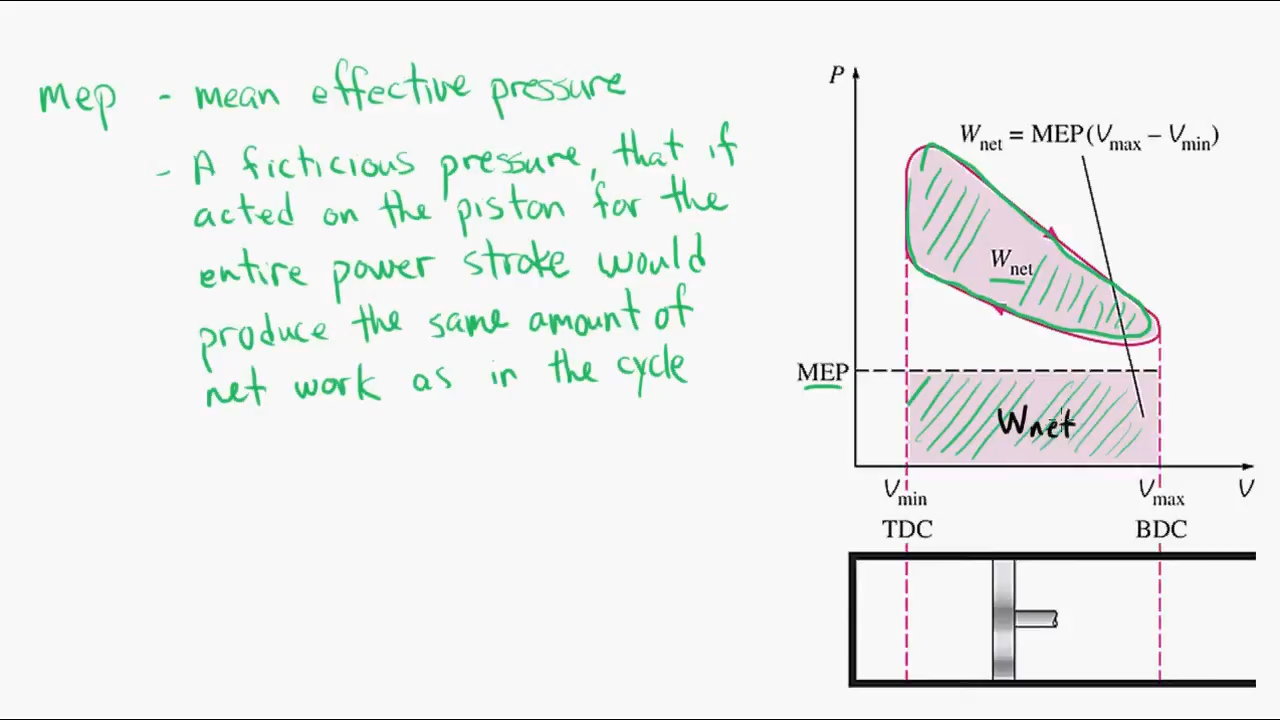 mep - mean effective pressure
- A ficticious pressure, that if
acted on the piston for the
entire power stroke would
produce the same amount of
net work as in the cycle
P
Wnet = MEP(Vmax – Vmin)
Wnet
MEP
Wnet
Vmin
Vmax
V
TDC
BDC